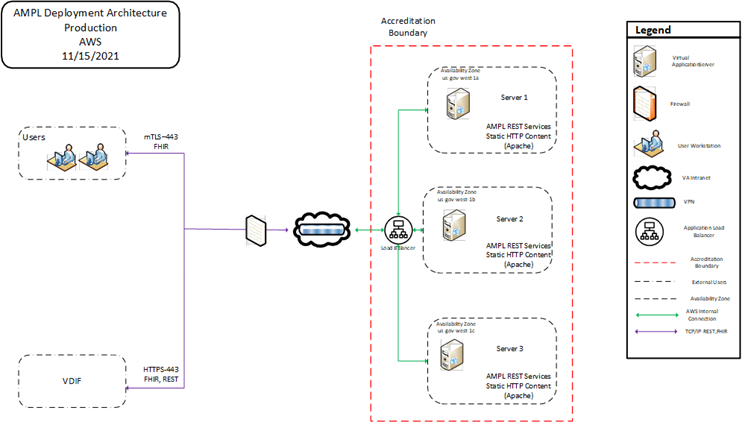 AMPL Deployment Architecture
Production
AWS
11/15/2021
Accreditation
Boundary
Users
mTLS–443
FHIR
VDIF
HTTPS-443
FHIR, REST
Load Balancer
Availability Zone
us gov west 1a
Server 1
AMPL REST Services
Static HTTP Content
(Apache)
Availability Zone
us gov west 1b
Server 2
AMPL REST Services
Static HTTP Content
(Apache)
Availability Zone
us gov west 1c
Server 3
AMPL REST Services
Static HTTP Content
(Apache)
Legend
Virtual
Application Server
Firewall
User Workstation
VA Intranet
VPN
Application Load
Balancer
Accreditation
Boundary
External Users
Availability Zone
AWS Internal
Connection
TCP/IP REST,FHIR